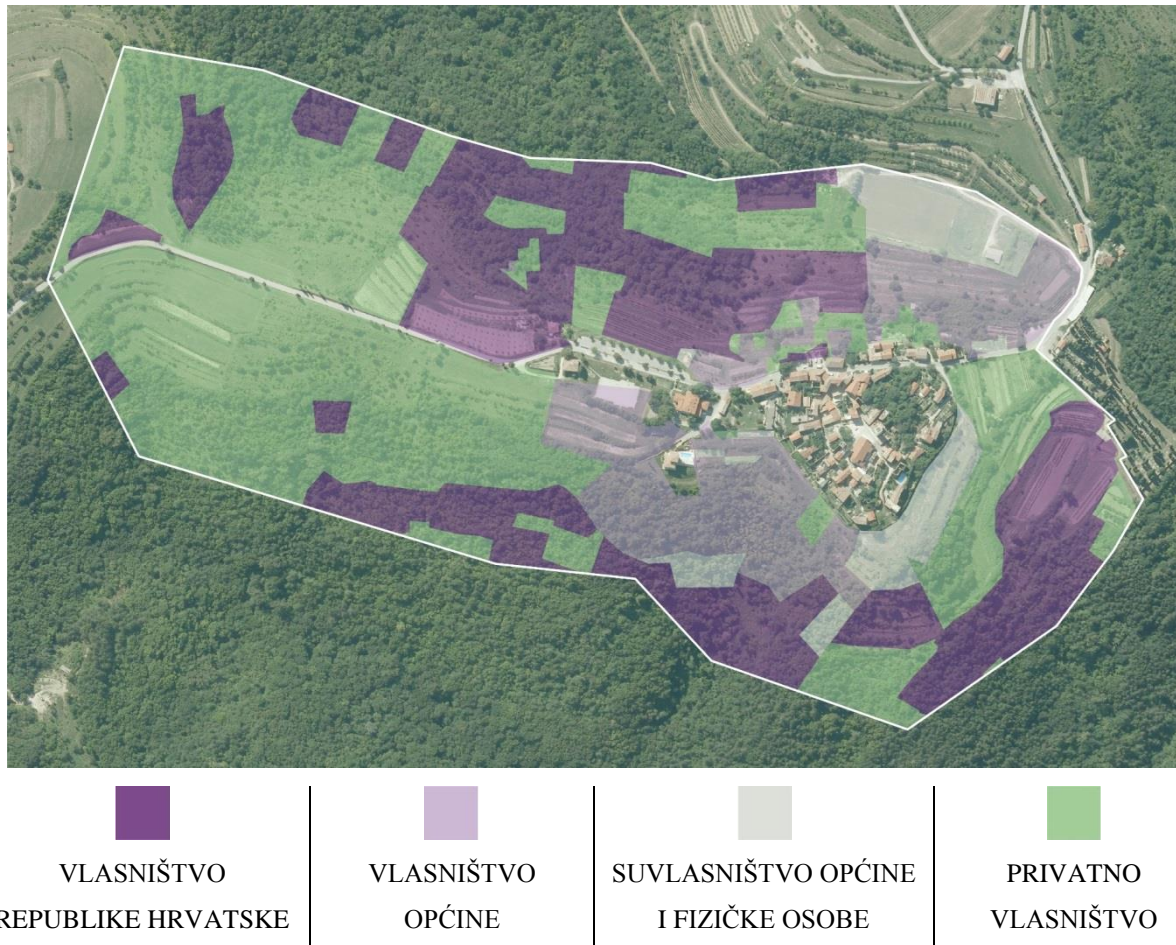 VLASNIŠTVO
REPUBLIKE HRVATSKE
VLASNIŠTVO
OPĆINE
SUVLASNIŠTVO OPĆINE
I FIZIČKE OSOBE
PRIVATNO
VLASNIŠTVO